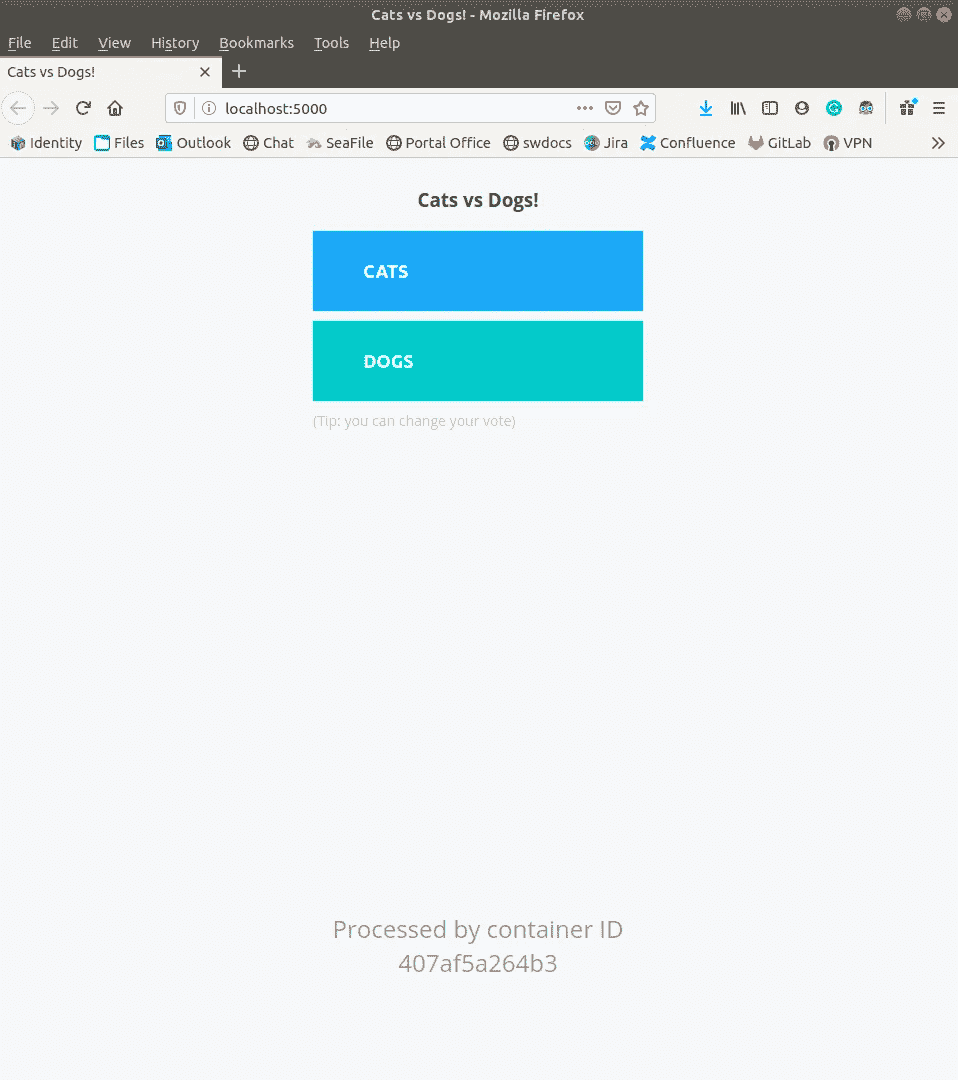 Cats vs Dogs! - Mozilla Firefox
File Edit View History Bookmarks Tools Help
Cats vs Dogs!
localhost:5000
Identity Files Outlook Chat SeaFile Portal Office swdocs Jira Confluence GitLab VPN
Cats vs Dogs!
CATS
DOGS
(Tip: you can change your vote)
Processed by container ID
407af5a264b3